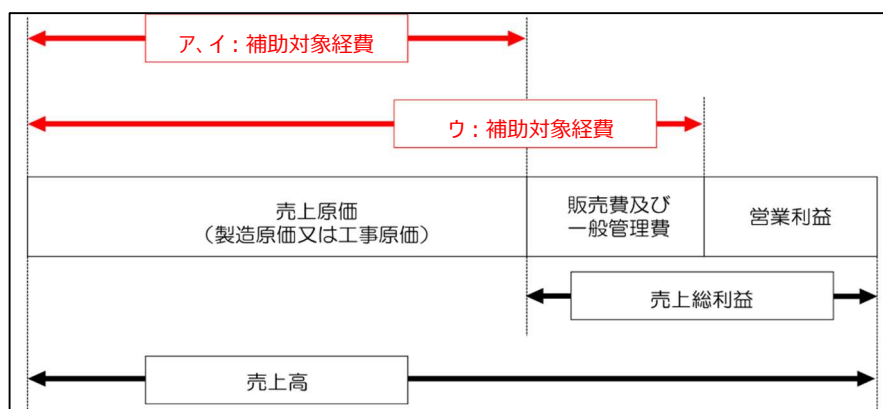 ア、イ：補助対象経費
ウ：補助対象経費
売上原価
（製造原価又は工事原価）
販売費及び
一般管理費
営業利益
売上総利益
売上高